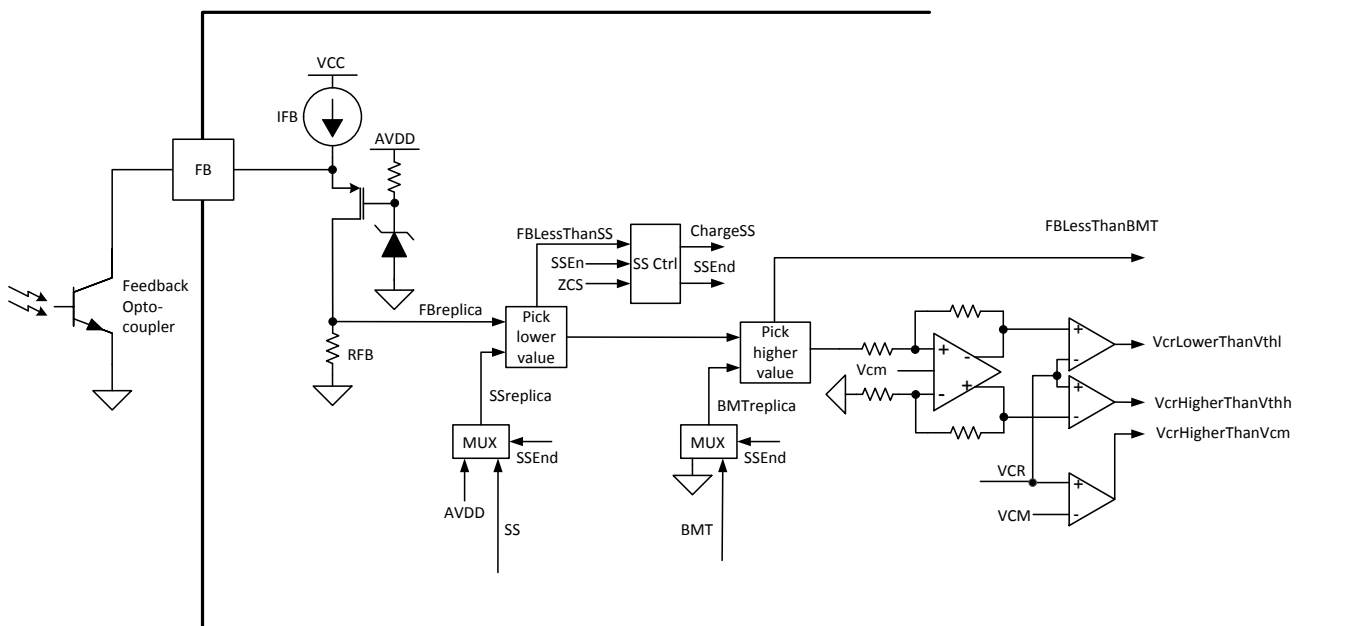 VCC
IFB
AVDD
FB
FBLessThanSS
ChargeSS
FBLessThanBMT
SSEn
SS Ctrl
SSEnd
ZCS
Feedback
Opto-
coupler
FBreplica
Pick
lower
value
Pick
higher
value
RFB
Vcm
+
-
+
-
+
-
+
-
VcrLowerThanVthl
VcrHigherThanVthh
VcrHigherThanVcm
SSreplica
BMTreplica
MUX
SSEnd
MUX
SSEnd
AVDD
SS
BMT
VCR
VCM
+
-